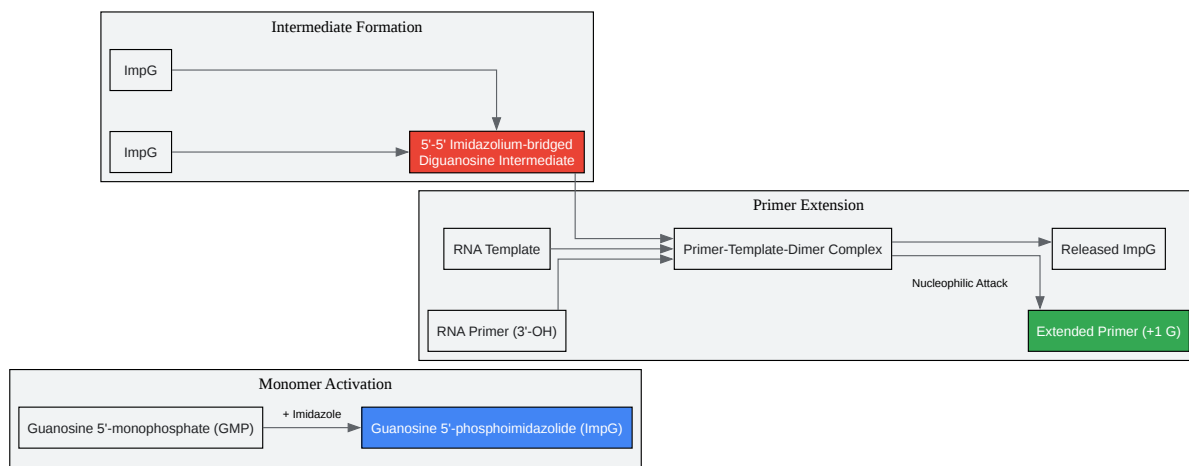 Intermediate Formation
ImpG
ImpG
5'-5' Imidazolium-bridged
Diguanosine Intermediate
Primer Extension
RNA Template
Primer-Template-Dimer Complex
Released ImpG
Nucleophilic Attack
RNA Primer (3'-OH)
Extended Primer (+1 G)
Monomer Activation
Guanosine 5'-monophosphate (GMP)
+ Imidazole
Guanosine 5'-phosphoimidazolide (ImpG)